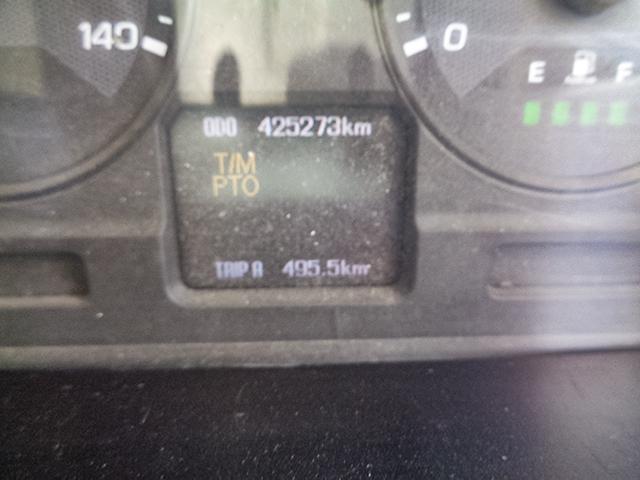 140
0
E F
ODO 425273km
T/M
PTO
TRIP A 495.5km